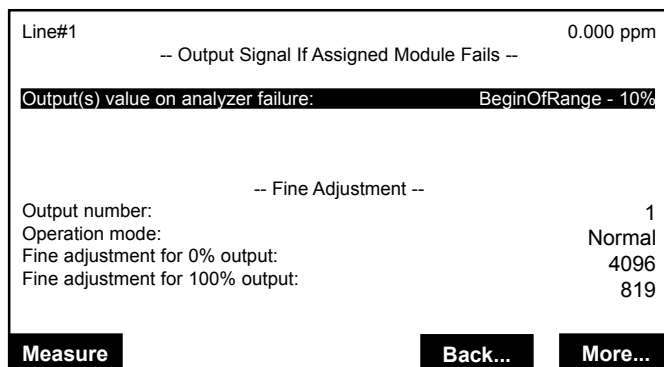 Line#1 0.000 ppm
-- Output Signal If Assigned Module Fails --
Output(s) value on analyzer failure: BeginOfRange - 10%
-- Fine Adjustment --
Output number: 1
Operation mode: Normal
Fine adjustment for 0% output: 4096
Fine adjustment for 100% output: 819
Measure Back... More...